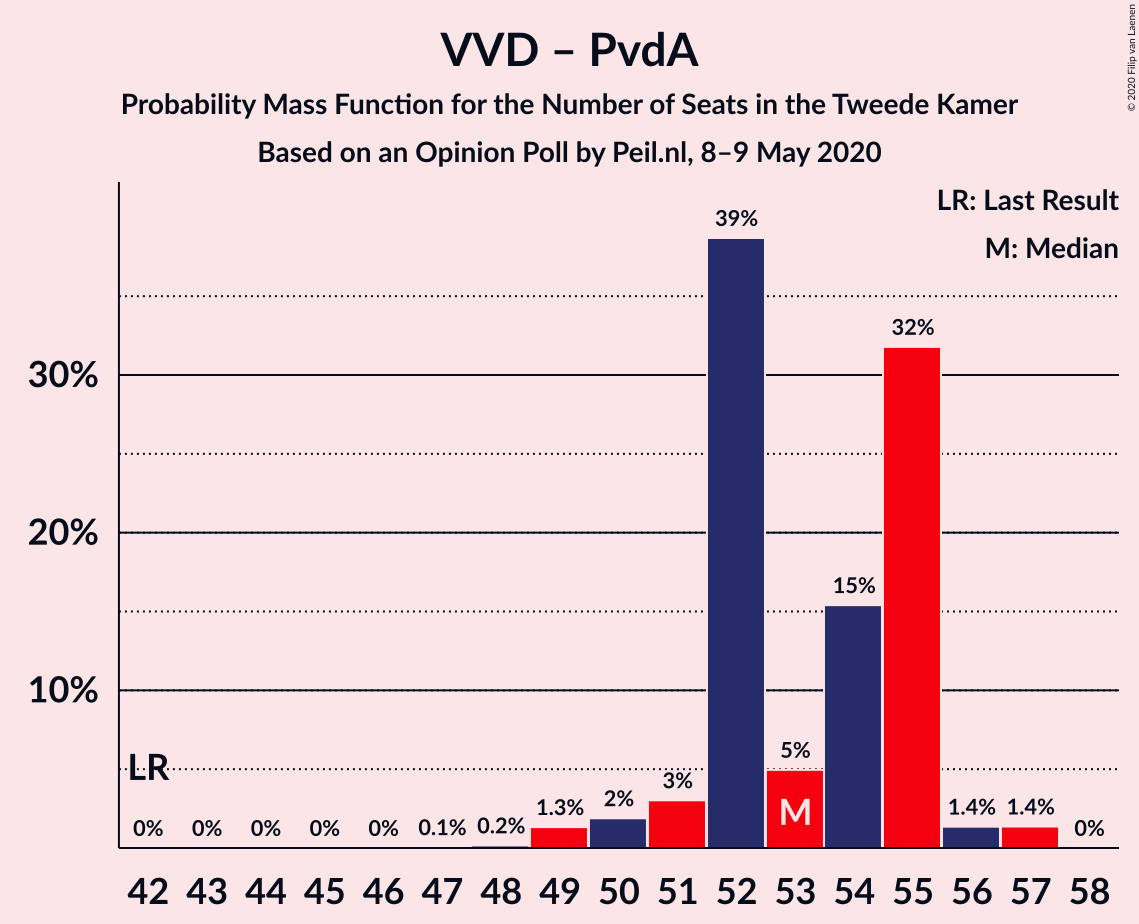 VVD – PvdA
Probability Mass Function for the Number of Seats in the Tweede Kamer
Based on an Opinion Poll by Peil.nl, 8–9 May 2020
© 2020 Filip van Laenen
LR: Last Result
M: Median
39%
32%
30%
20%
15%
10%
5%
LR
3%
M
0% 0% 0% 0% 0% 0.1% 0.2% 1.3% 2% 1.4% 1.4% 0%
42 43 44 45 46 47 48 49 50 51 52 53 54 55 56 57 58